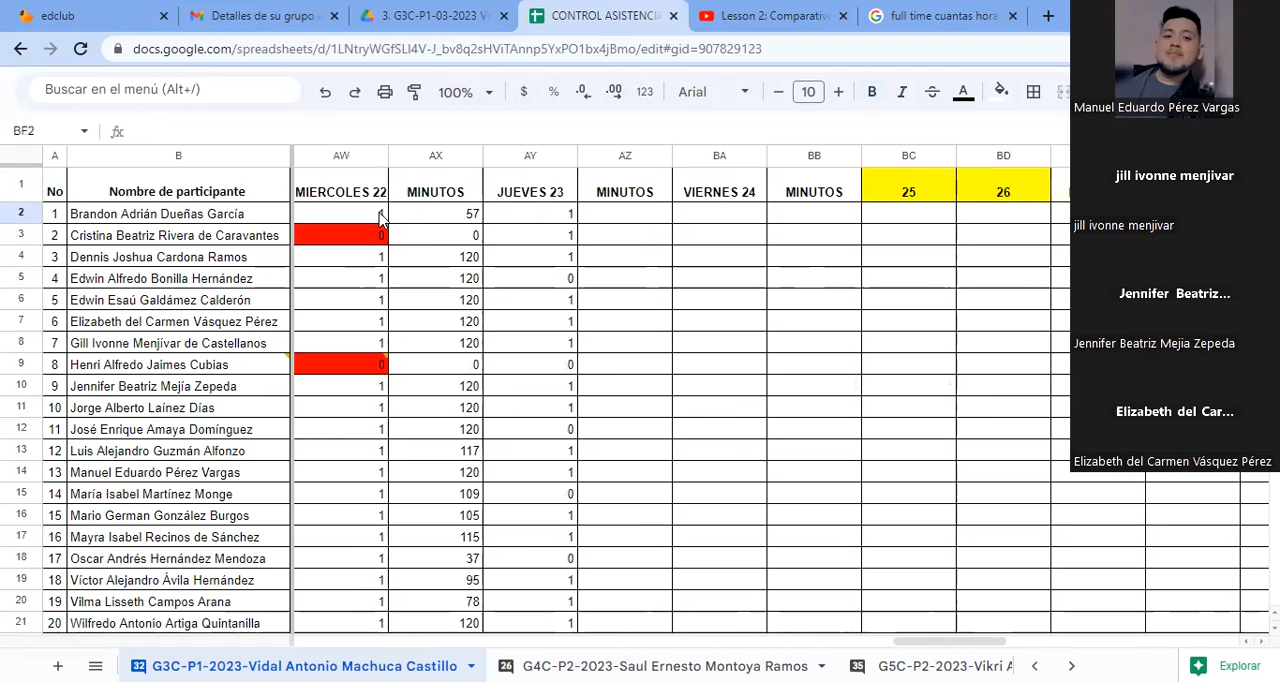 edclub
Detalles de su grupo a
3. G3C-P1-03-2023 V
CONTROL ASISTENCIA
Lesson 2: Comparativ
full time cuantas hora
docs.google.com/spreadsheets/d/1LNtryWGfSLl4V-J_bv8q2sHViTAnnp5YxPO1bx4jBmo/edit#gid=907829123
Buscar en el menú (Alt+/)
100%
$ % .0 .00 123
Arial
10
B I A
BE2
A B AW AX AY AZ BA BB BC BD
1 No Nombre de participante MIERCOLES 22 MINUTOS JUEVES 23 MINUTOS VIERNES 24 MINUTOS 25 26
2 1 Brandon Adrián Dueñas García 1 57 1
3 2 Cristina Beatriz Rivera de Caravantes 0 0 1
4 3 Dennis Joshua Cardona Ramos 1 120 1
5 4 Edwin Alfredo Bonilla Hernández 1 120 0
6 5 Edwin Esaú Galdámez Calderón 1 120 1
7 6 Elizabeth del Carmen Vásquez Pérez 1 120 1
8 7 Gill Ivonne Menjívar de Castellanos 1 120 1
9 8 Henri Alfredo Jaimes Cubias 0 0 0
10 9 Jennifer Beatriz Mejía Zepeda 1 120 1
11 10 Jorge Alberto Laínez Días 1 120 1
12 11 José Enrique Amaya Domínguez 1 120 0
13 12 Luis Alejandro Guzmán Alfonzo 1 117 1
14 13 Manuel Eduardo Pérez Vargas 1 120 1
15 14 María Isabel Martínez Monge 1 109 0
16 15 Mario German González Burgos 1 105 1
17 16 Mayra Isabel Recinos de Sánchez 1 115 1
18 17 Oscar Andrés Hernández Mendoza 1 37 0
19 18 Víctor Alejandro Ávila Hernández 1 95 1
20 19 Vilma Lisseth Campos Arana 1 78 1
21 20 Wilfredo Antonio Artiga Quintanilla 1 120 1
32 G3C-P1-2023-Vidal Antonio Machuca Castillo
26 G4C-P2-2023-Saul Ernesto Montoya Ramos
35 G5C-P2-2023-Vikri A
Explorar
Manuel Eduardo Pérez Vargas
jill ivonne menjivar
jill ivonne menjivar
Jennifer Beatriz...
Jennifer Beatriz Mejia Zepeda
Elizabeth del Car...
Elizabeth del Carmen Vásquez Pérez